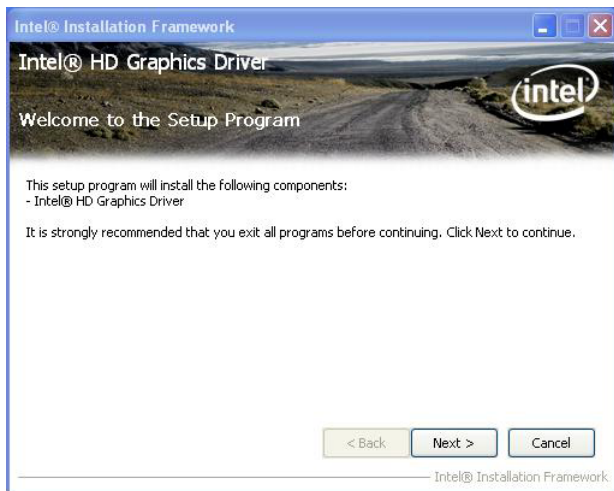 Intel® Installation Framework
Intel® HD Graphics Driver
intel
Welcome to the Setup Program
This setup program will install the following components:
- Intel® HD Graphics Driver
It is strongly recommended that you exit all programs before continuing. Click Next to continue.
< Back Next > Cancel
Intel® Installation Framework